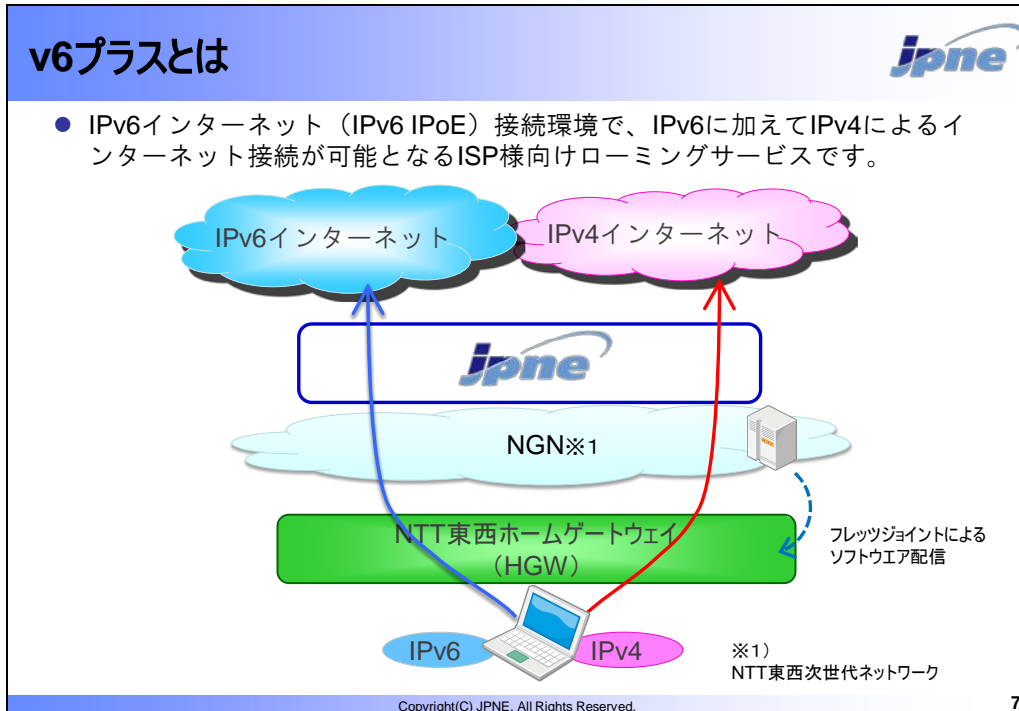 v6プラスとは
jpne
● IPv6インターネット（IPv6 IPoE）接続環境で、IPv6に加えてIPv4によるイ
ンターネット接続が可能となるISP様向けローミングサービスです。
IPv6インターネット
IPv4インターネット
jpne
NGN※1
NTT東西ホームゲートウェイ
（HGW）
フレッツジョイントによる
ソフトウエア配信
IPv6
IPv4
※1）
NTT東西次世代ネットワーク
Copyright(C) JPNE. All Rights Reserved.
7